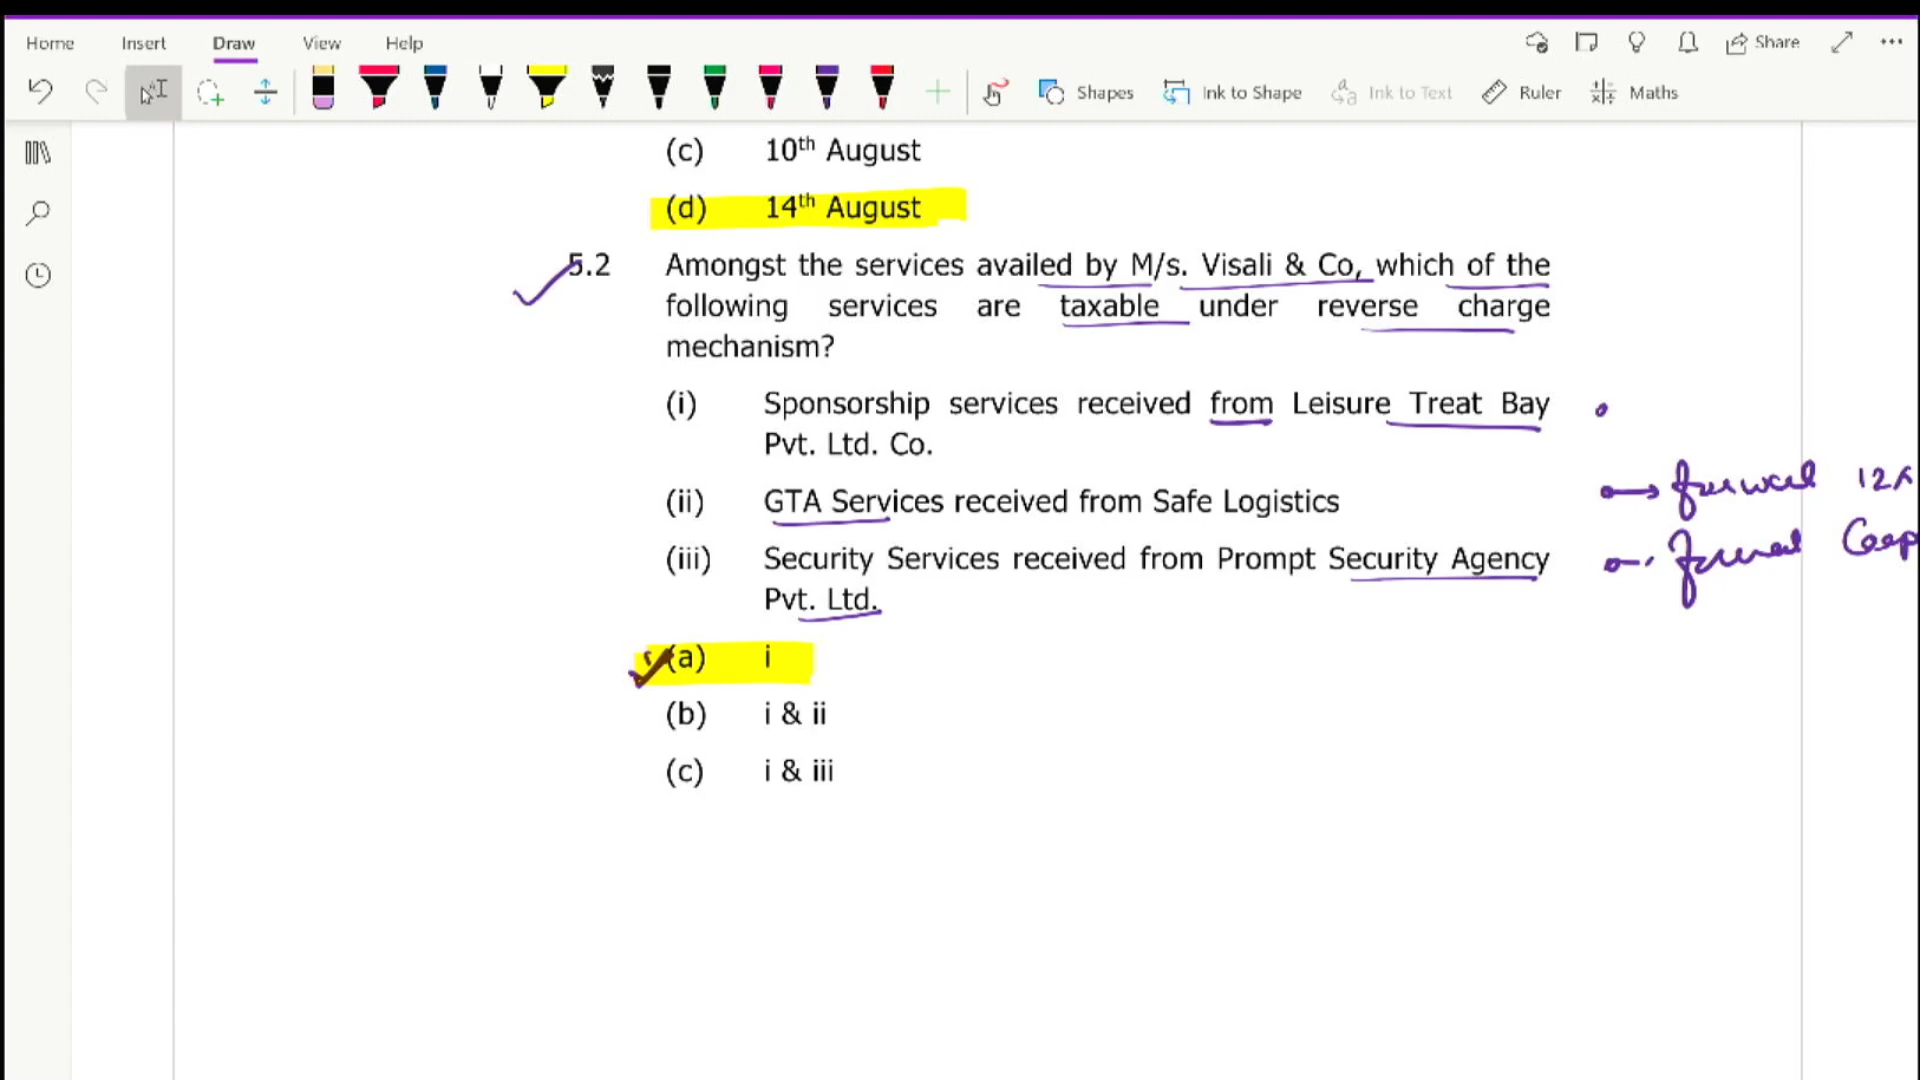 Home Insert Draw View Help Share
Shapes Ink to Shape Ink to Text Ruler Maths
(c) 10th August
(d) 14th August
5.2 Amongst the services availed by M/s. Visali & Co, which of the
following services are taxable under reverse charge
mechanism?
(i) Sponsorship services received from Leisure Treat Bay
Pvt. Ltd. Co.
(ii) GTA Services received from Safe Logistics
forward 12%
(iii) Security Services received from Prompt Security Agency
Pvt. Ltd.
(a) i
(b) i & ii
(c) i & iii